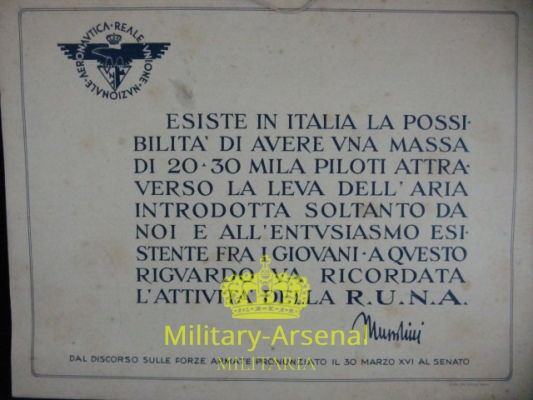 REALE · VNIONE · NAZIONALE · AERONAVTICA ·
ESISTE IN ITALIA LA POSSI·
BILITA' DI AVERE VNA MASSA
DI 20·30 MILA PILOTI ATTRA·
VERSO LA LEVA DELL'ARIA
INTRODOTTA SOLTANTO DA
NOI E ALL'ENTVSIASMO ESI·
STENTE FRA I GIOVANI·A QVESTO
RIGVARDO VA RICORDATA
L'ATTIVITA' DELLA R.U.N.A.
Military-Arsenal
MILITARIA
Mussolini
DAL DISCORSO SULLE FORZE ARMATE PRONUNZIATO IL 30 MARZO XVI AL SENATO